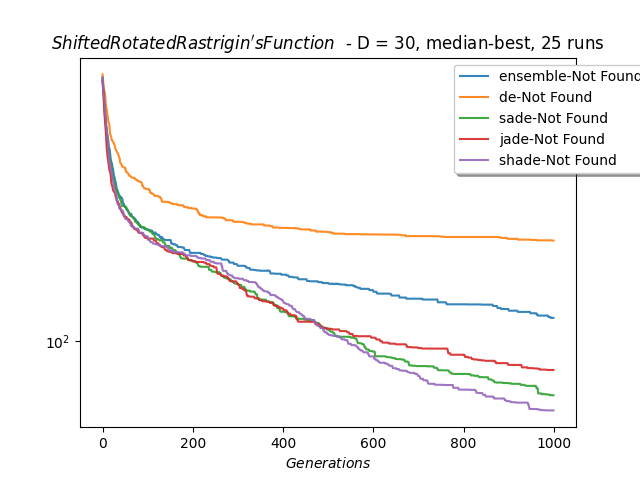 ShiftedRotatedRastrigin'sFunction - D = 30, median-best, 25 runs
ensemble-Not Found
de-Not Found
sade-Not Found
jade-Not Found
shade-Not Found
10²
0 200 400 600 800 1000
Generations